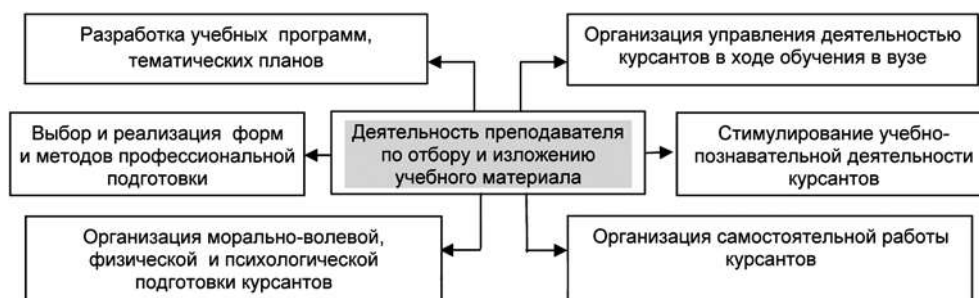 Разработка учебных программ,
тематических планов
Организация управления деятельностью
курсантов в ходе обучения в вузе
Выбор и реализация форм
и методов профессиональной
подготовки
Деятельность преподавателя
по отбору и изложению
учебного материала
Стимулирование учебно-
познавательной деятельности
курсантов
Организация морально-волевой,
физической и психологической
подготовки курсантов
Организация самостоятельной работы
курсантов